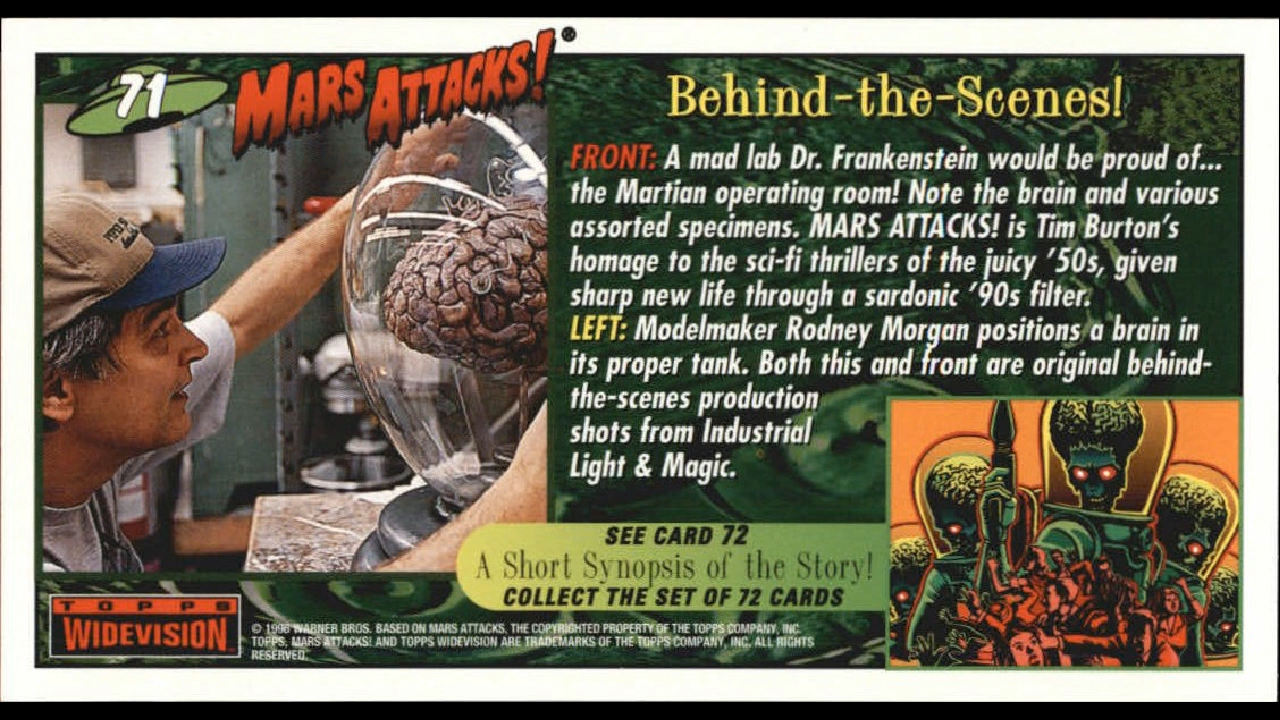 71
MARS ATTACKS!®
Behind-the-Scenes!
FRONT: A mad lab Dr. Frankenstein would be proud of...
the Martian operating room! Note the brain and various
assorted specimens. MARS ATTACKS! is Tim Burton's
homage to the sci-fi thrillers of the juicy '50s, given
sharp new life through a sardonic '90s filter.
LEFT: Modelmaker Rodney Morgan positions a brain in
its proper tank. Both this and front are original behind-
the-scenes production
shots from Industrial
Light & Magic.
SEE CARD 72
A Short Synopsis of the Story!
COLLECT THE SET OF 72 CARDS
TOPPS
WIDEVISION
© 1996 WARNER BROS. BASED ON MARS ATTACKS, THE COPYRIGHTED PROPERTY OF THE TOPPS COMPANY, INC.
TOPPS, MARS ATTACKS! AND TOPPS WIDEVISION ARE TRADEMARKS OF THE TOPPS COMPANY, INC. ALL RIGHTS
RESERVED.